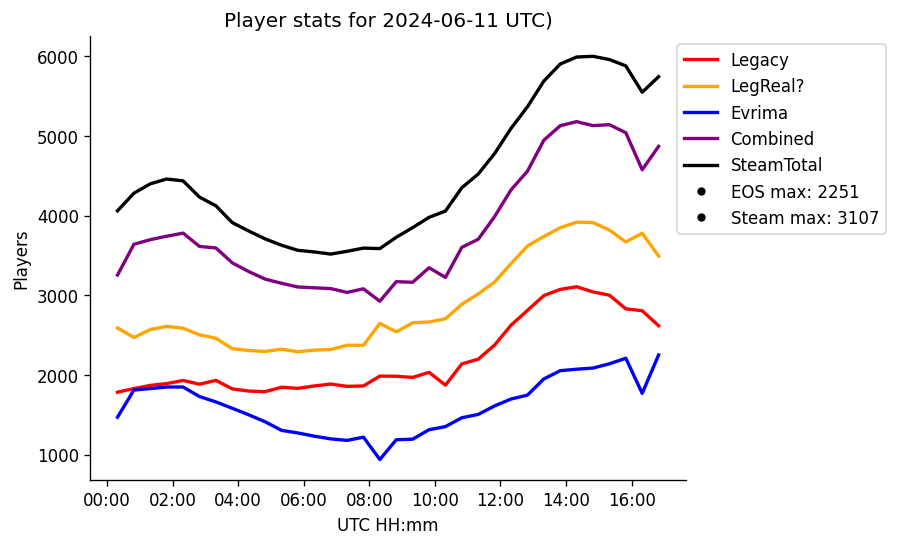 Player stats for 2024-06-11 UTC)
6000
5000
4000
3000
2000
1000
Players
00:00 02:00 04:00 06:00 08:00 10:00 12:00 14:00 16:00
UTC HH:mm
Legacy
LegReal?
Evrima
Combined
SteamTotal
EOS max: 2251
Steam max: 3107